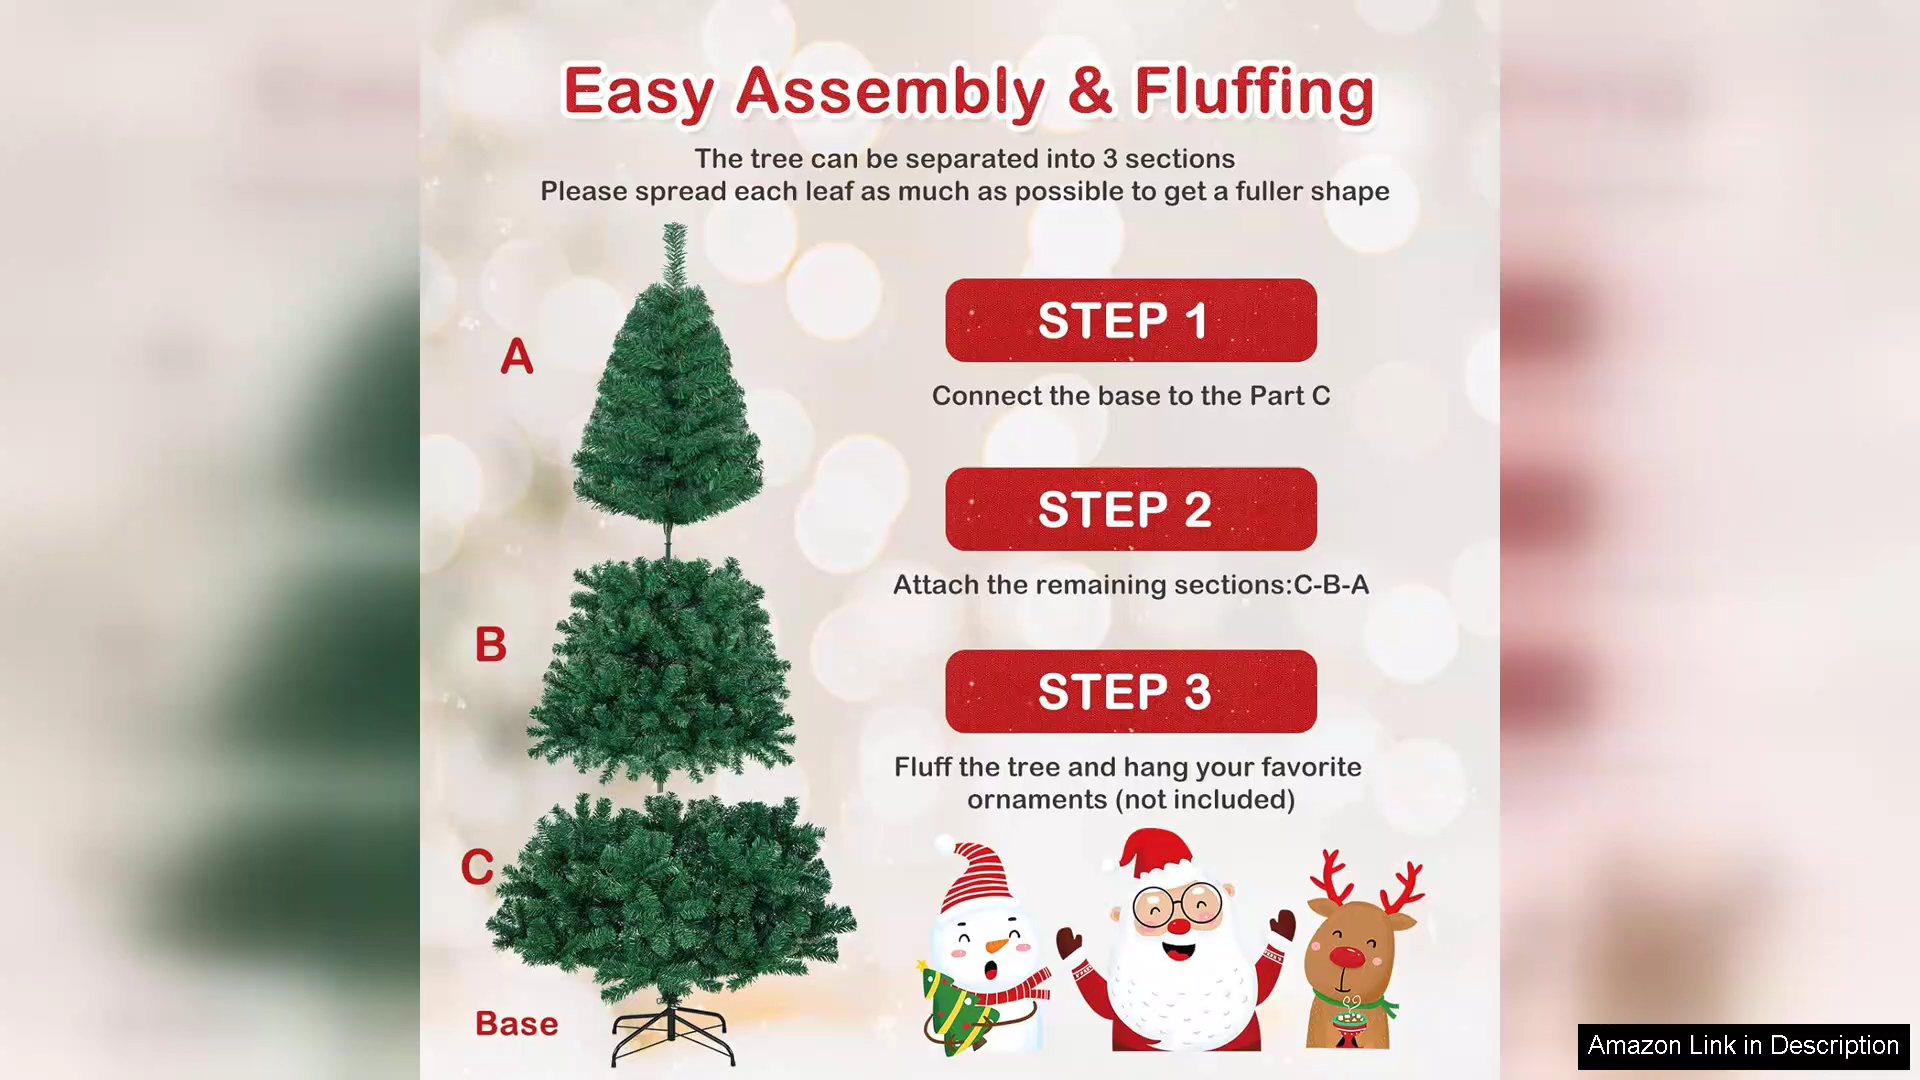 Easy Assembly & Fluffing
The tree can be separated into 3 sections
Please spread each leaf as much as possible to get a fuller shape
A
STEP 1
Connect the base to the Part C
STEP 2
Attach the remaining sections:C-B-A
B
STEP 3
Fluff the tree and hang your favorite
ornaments (not included)
C
Base
Amazon Link in Description